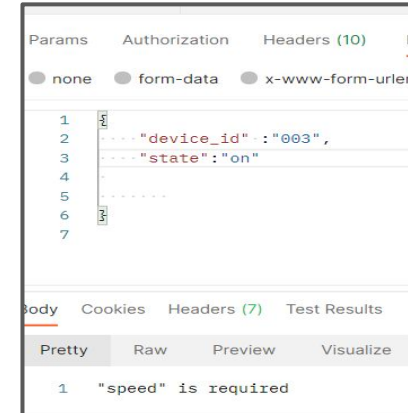 Params Authorization Headers (10)
none form-data x-www-form-urle
1 {
2 "device_id" :"003",
3 "state":"on"
4
5
6 }
7
Body Cookies Headers (7) Test Results
Pretty Raw Preview Visualize
1 "speed" is required